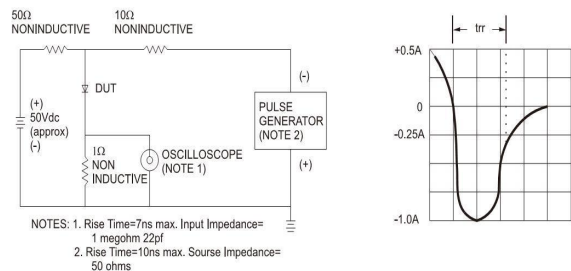 50Ω
NONINDUCTIVE
10Ω
NONINDUCTIVE
DUT
(+)
50Vdc
(approx)
(-)
1Ω
NON
INDUCTIVE
OSCILLOSCOPE
(NOTE 1)
(-)
PULSE
GENERATOR
(NOTE 2)
(+)
NOTES: 1. Rise Time=7ns max. Input Impedance=
1 megohm 22pf
2. Rise Time=10ns max. Sourse Impedance=
50 ohms
trr
+0.5A
0
-0.25A
-1.0A